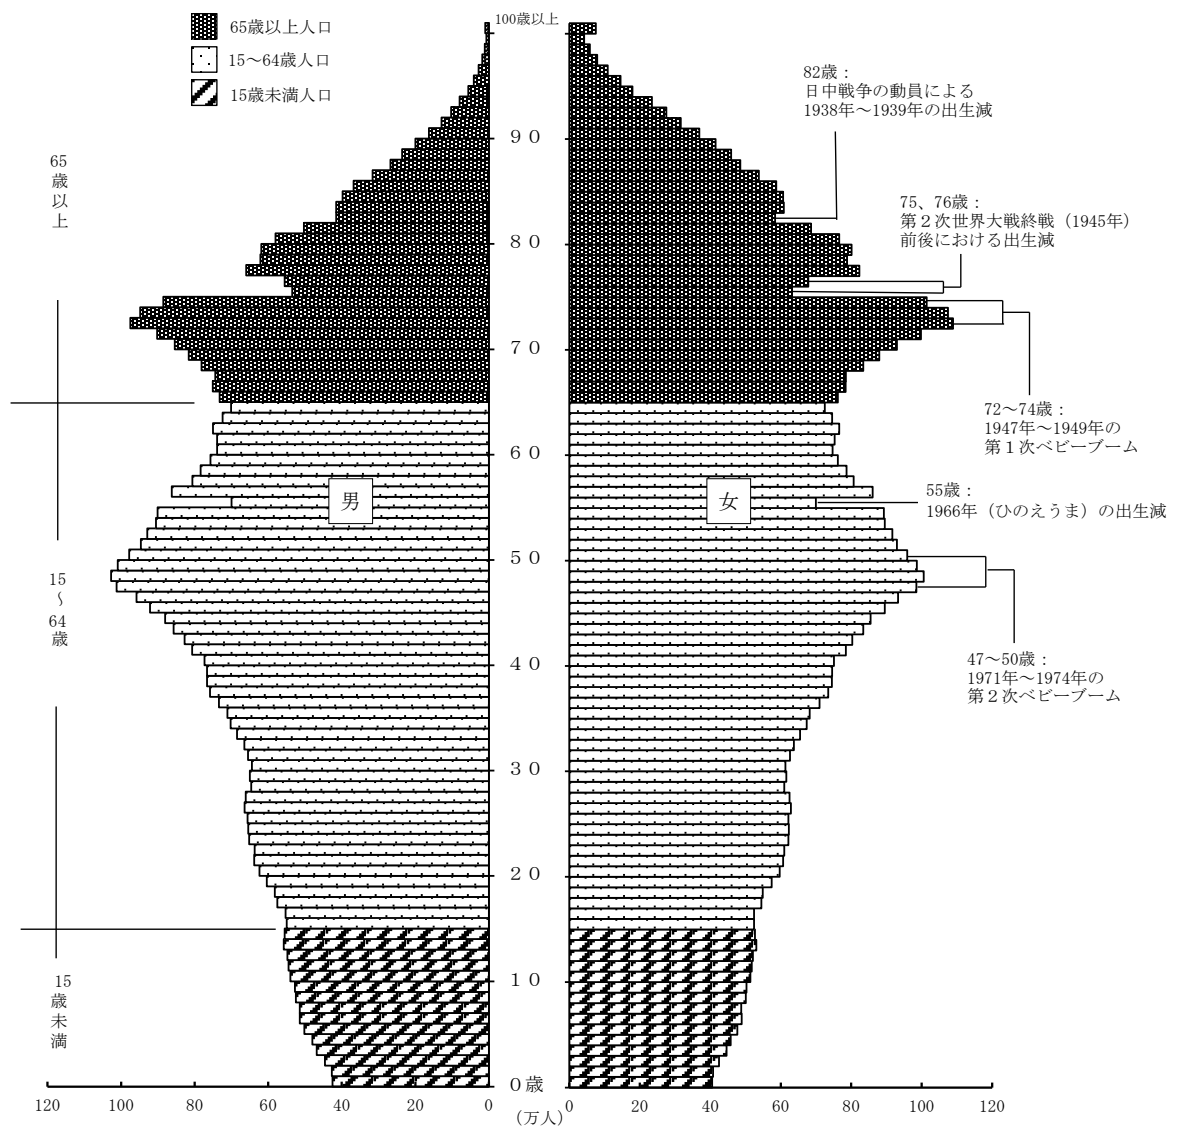 65歳以上人口
15～64歳人口
15歳未満人口
100歳以上
82歳：
日中戦争の動員による
1938年～1939年の出生減
75、76歳：
第２次世界大戦終戦（1945年）
前後における出生減
72～74歳：
1947年～1949年の
第１次ベビーブーム
55歳：
1966年（ひのえうま）の出生減
47～50歳：
1971年～1974年の
第２次ベビーブーム
65歳以上
15～64歳
15歳未満
男
女
９０
８０
７０
６０
５０
４０
３０
２０
１０
０歳
120 100 80 60 40 20 0
（万人）
0 20 40 60 80 100 120